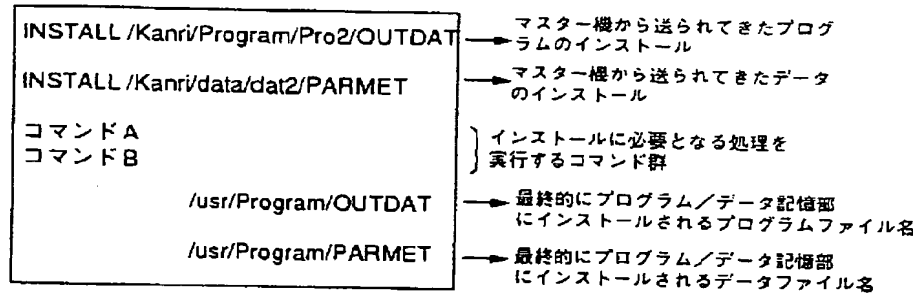 INSTALL /Kanri/Program/Pro2/OUTDAT
マスター機から送られてきたプログ
ラムのインストール
INSTALL /Kanri/data/dat2/PARMET
マスター機から送られてきたデータ
のインストール
コマンドA
コマンドB
インストールに必要となる処理を
実行するコマンド群
/usr/Program/OUTDAT
最終的にプログラム/データ記憶部
にインストールされるプログラムファイル名
/usr/Program/PARMET
最終的にプログラム/データ記憶部
にインストールされるデータファイル名